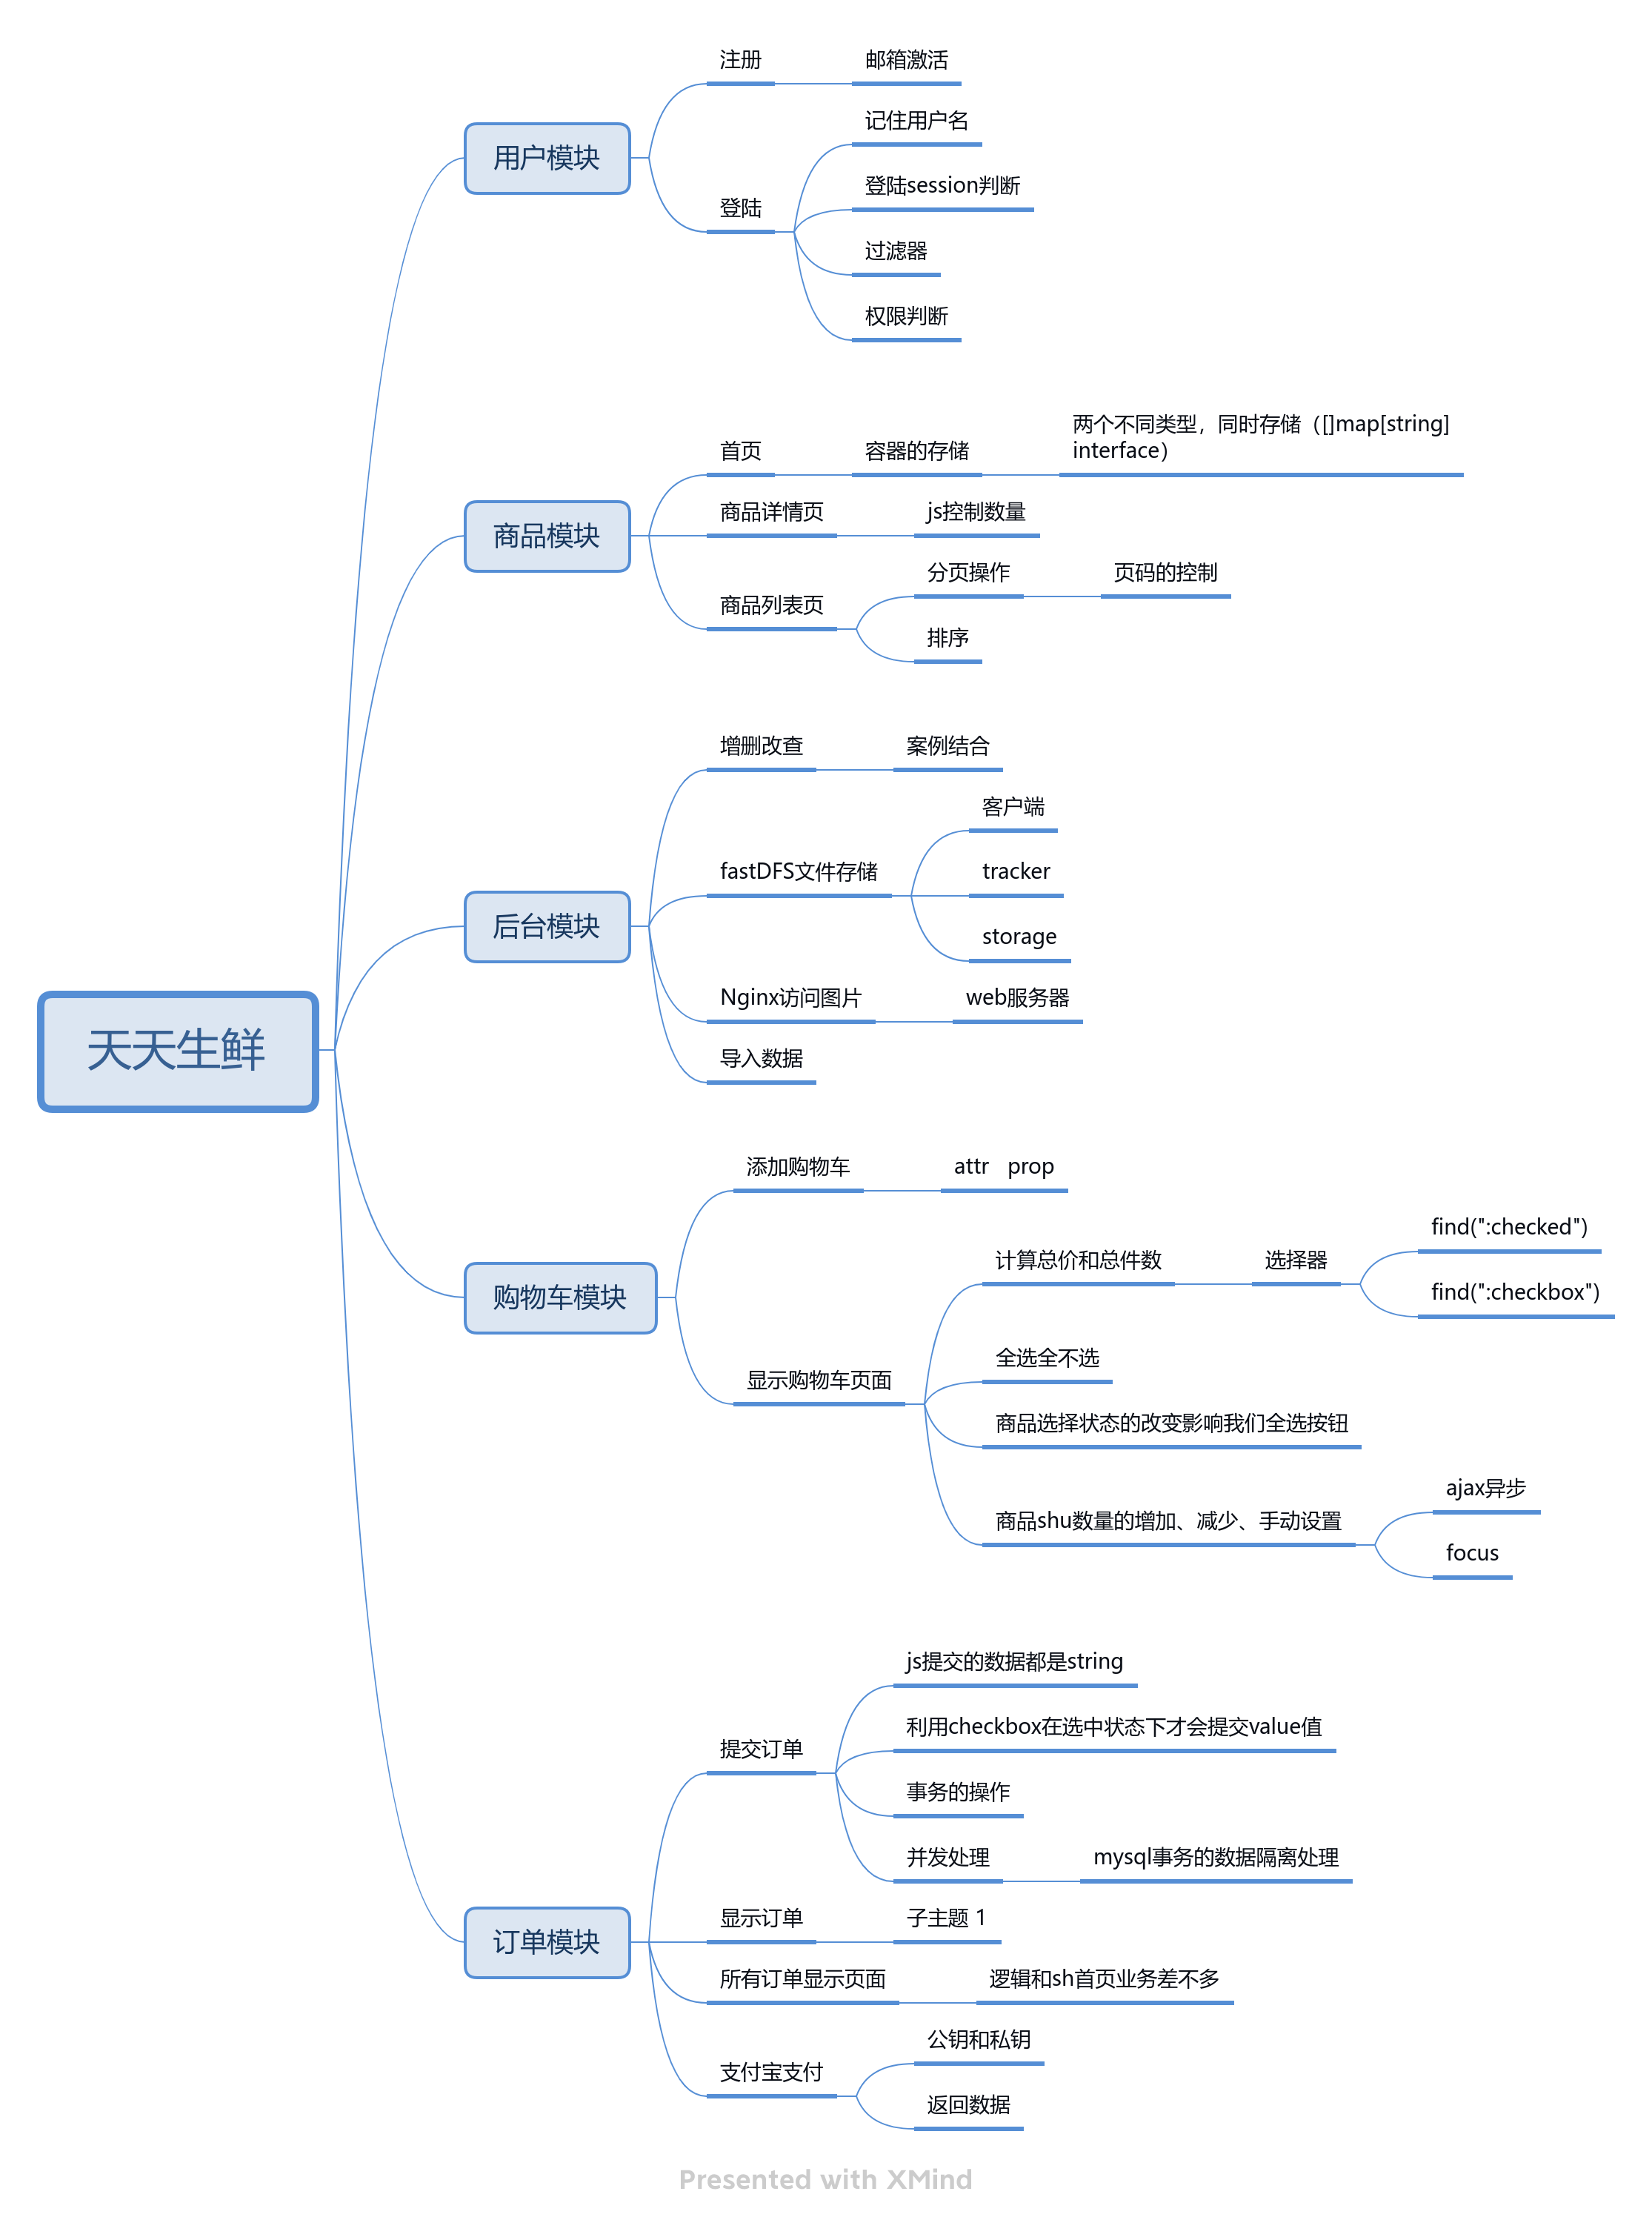 注册
邮箱激活
记住用户名
用户模块
登陆session判断
登陆
过滤器
权限判断
两个不同类型，同时存储（[]map[string]
interface）
首页
容器的存储
商品详情页
js控制数量
商品模块
分页操作
页码的控制
商品列表页
排序
增删改查
案例结合
客户端
fastDFS文件存储
tracker
后台模块
storage
Nginx访问图片
web服务器
天天生鲜
导入数据
添加购物车
attr   prop
find(":checked")
计算总价和总件数
选择器
find(":checkbox")
购物车模块
全选全不选
显示购物车页面
商品选择状态的改变影响我们全选按钮
ajax异步
商品shu数量的增加、减少、手动设置
focus
js提交的数据都是string
利用checkbox在选中状态下才会提交value值
提交订单
事务的操作
并发处理
mysql事务的数据隔离处理
显示订单
子主题 1
订单模块
所有订单显示页面
逻辑和sh首页业务差不多
公钥和私钥
支付宝支付
返回数据
Presented with XMind